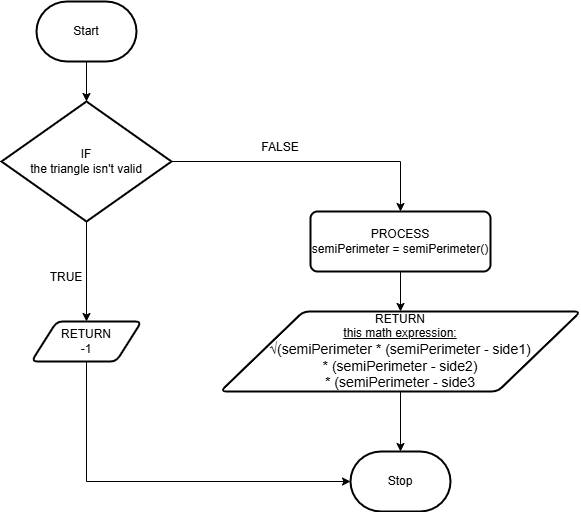 Start
IF
the triangle isn't valid
FALSE
PROCESS
semiPerimeter = semiPerimeter()
TRUE
RETURN
-1
RETURN
this math expression:
√(semiPerimeter * (semiPerimeter - side1)
* (semiPerimeter - side2)
* (semiPerimeter - side3
Stop